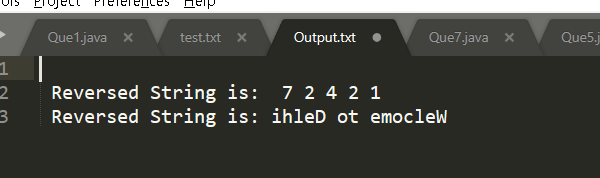 ols Project Preferences Help
Que1.java × test.txt × Output.txt Que7.java × Que5.j
1
2 Reversed String is: 7 2 4 2 1
3 Reversed String is: ihleD ot emocleW